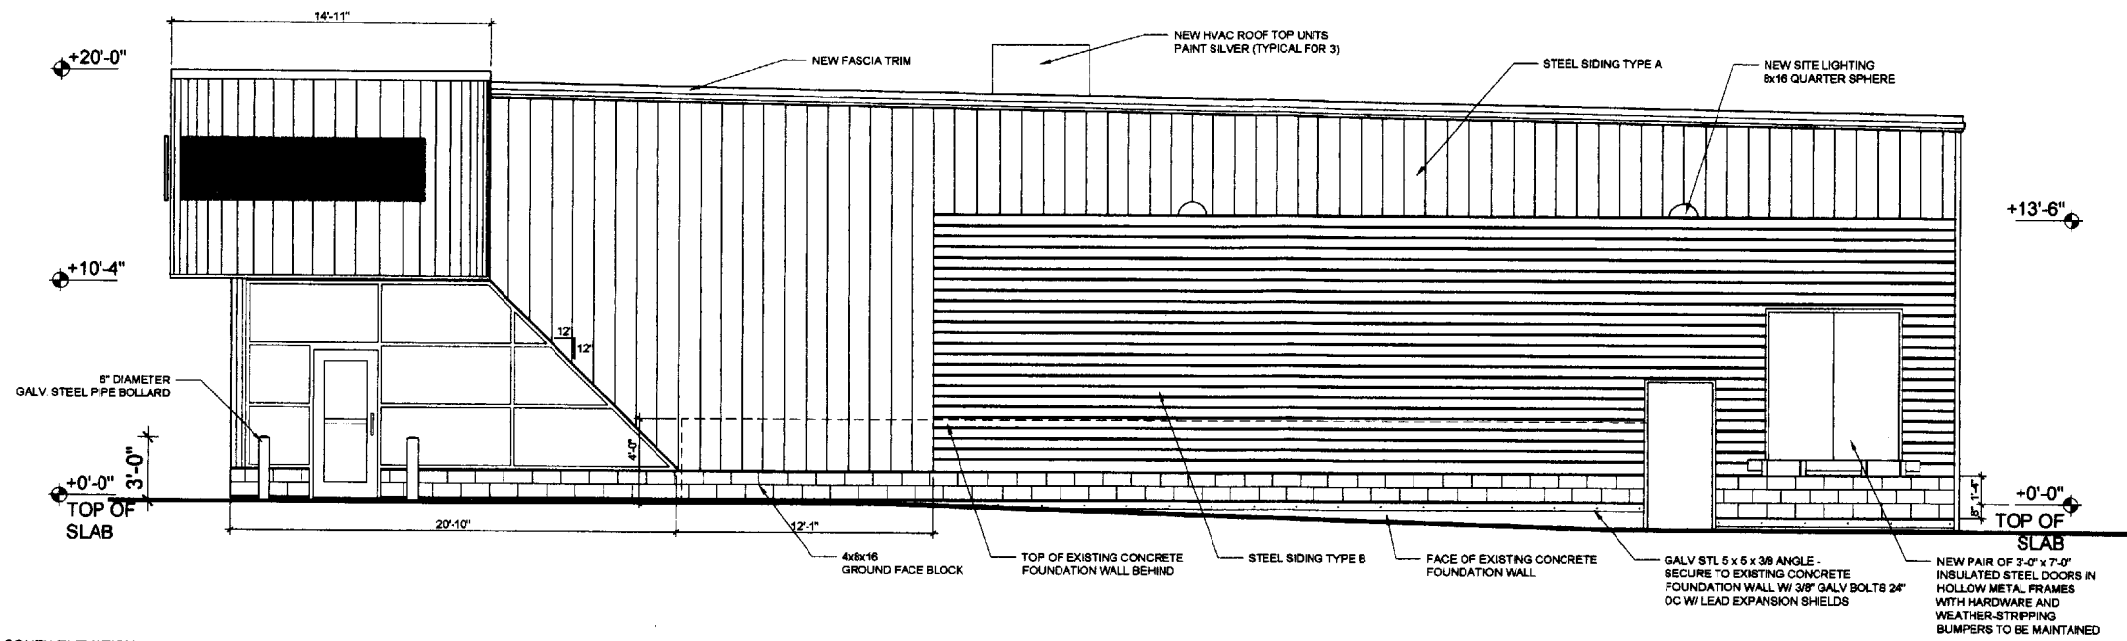 14'-11"
+20'-0"
NEW FASCIA TRIM
NEW HVAC ROOF TOP UNITS
PAINT SILVER (TYPICAL FOR 3)
STEEL SIDING TYPE A
NEW SITE LIGHTING
8x16 QUARTER SPHERE
+13'-6"
+10'-4"
12'
12'
6" DIAMETER
GALV. STEEL PIPE BOLLARD
3'-0"
4'-0"
+0'-0"
TOP OF
SLAB
20'-10"
12'-1"
1'-4"
8"
+0'-0"
TOP OF
SLAB
4x8x16
GROUND FACE BLOCK
TOP OF EXISTING CONCRETE
FOUNDATION WALL BEHIND
STEEL SIDING TYPE B
FACE OF EXISTING CONCRETE
FOUNDATION WALL
GALV STL 5 x 5 x 3/8 ANGLE -
SECURE TO EXISTING CONCRETE
FOUNDATION WALL W/ 3/8" GALV BOLTS 24"
OC W/ LEAD EXPANSION SHIELDS
NEW PAIR OF 3'-0" x 7'-0"
INSULATED STEEL DOORS IN
HOLLOW METAL FRAMES
WITH HARDWARE AND
WEATHER-STRIPPING
BUMPERS TO BE MAINTAINED